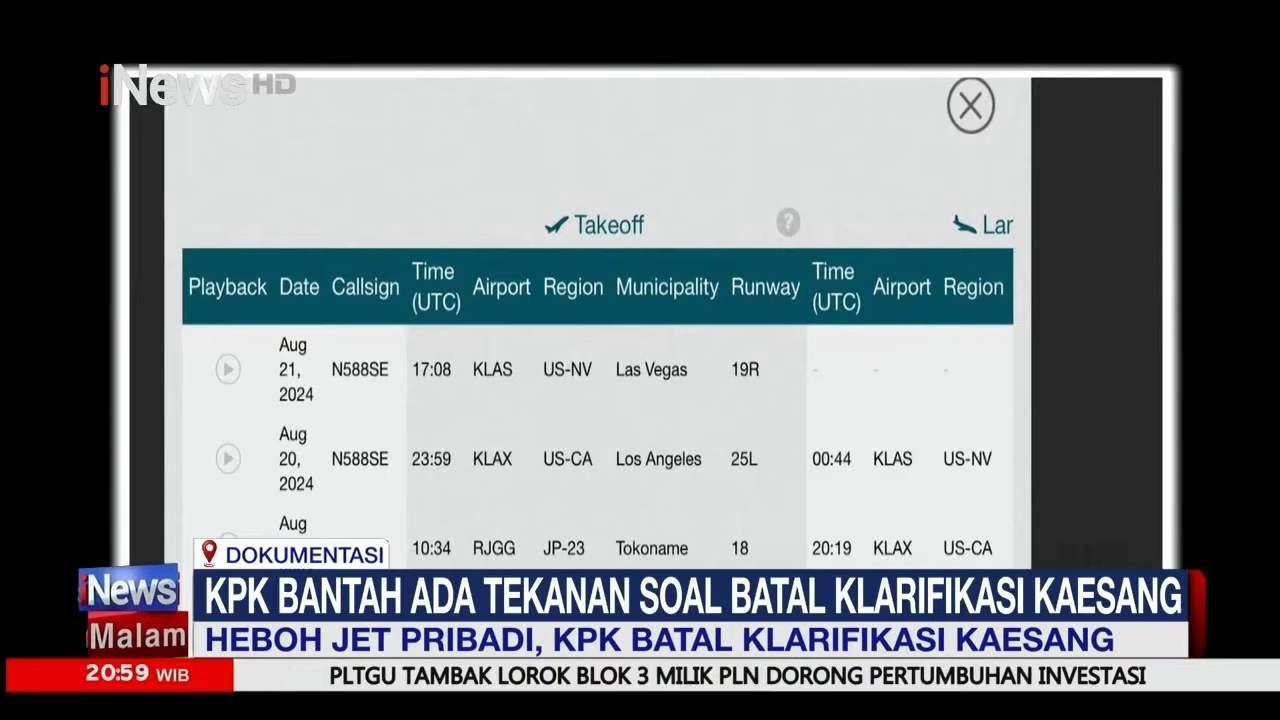 iNews HD
Takeoff ? Lar
Playback Date Callsign Time (UTC) Airport Region Municipality Runway Time (UTC) Airport Region
Aug 21, 2024 N588SE 17:08 KLAS US-NV Las Vegas 19R - - -
Aug 20, 2024 N588SE 23:59 KLAX US-CA Los Angeles 25L 00:44 KLAS US-NV
Aug 10:34 RJGG JP-23 Tokoname 18 20:19 KLAX US-CA
DOKUMENTASI
iNews Malam
KPK BANTAH ADA TEKANAN SOAL BATAL KLARIFIKASI KAESANG
HEBOH JET PRIBADI, KPK BATAL KLARIFIKASI KAESANG
20:59 WIB
PLTGU TAMBAK LOROK BLOK 3 MILIK PLN DORONG PERTUMBUHAN INVESTASI